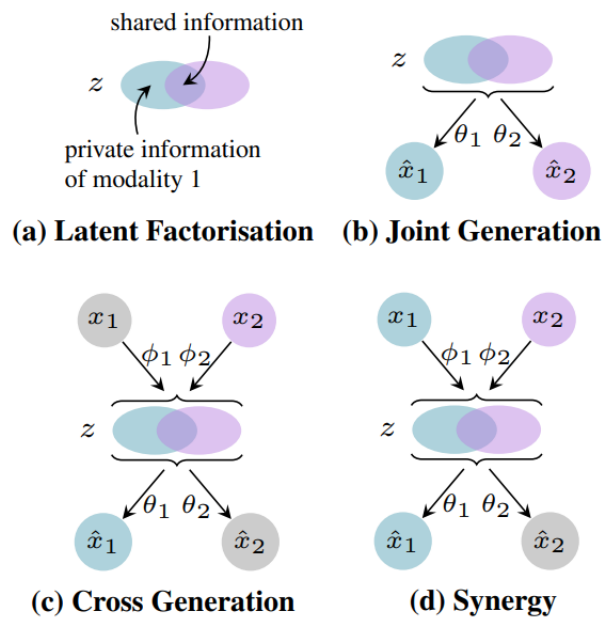 shared information
z
private information
of modality 1
(a) Latent Factorisation
z
θ₁ θ₂
x̂₁ x̂₂
(b) Joint Generation
x₁ x₂
ϕ₁ ϕ₂
z
θ₁ θ₂
x̂₁ x̂₂
(c) Cross Generation
x₁ x₂
ϕ₁ ϕ₂
z
θ₁ θ₂
x̂₁ x̂₂
(d) Synergy